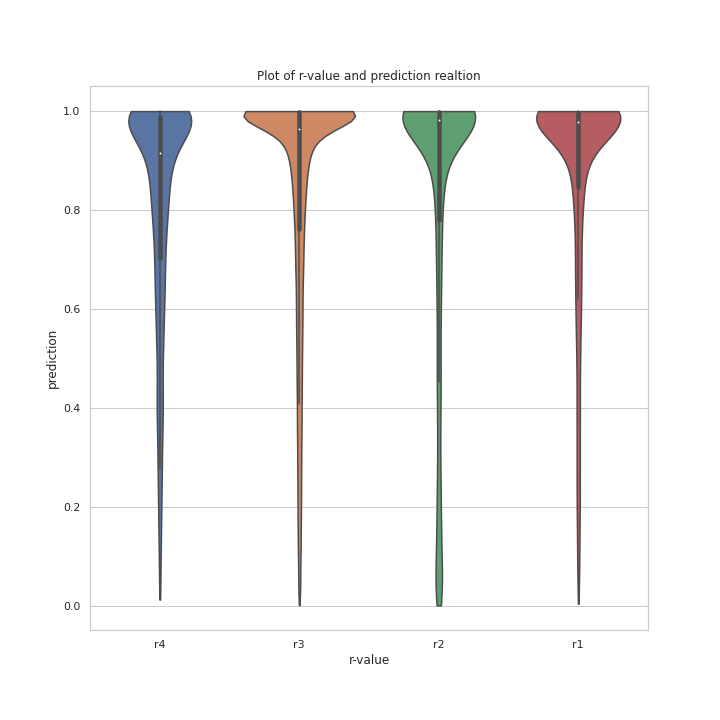 Plot of r-value and prediction realtion
1.0
0.8
0.6
0.4
0.2
0.0
prediction
r4 r3 r2 r1
r-value